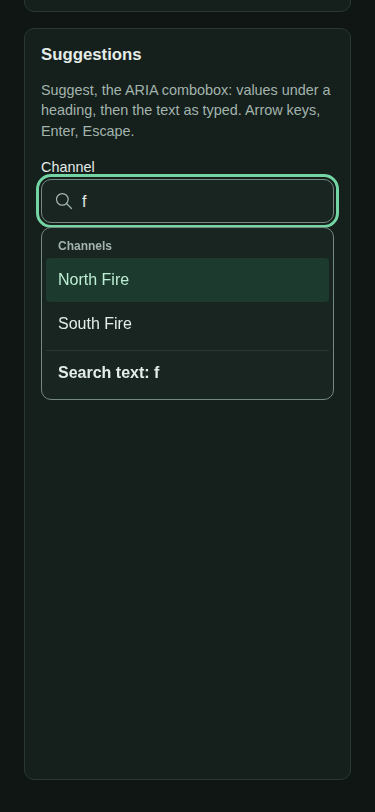 Suggestions
Suggest, the ARIA combobox: values under a
heading, then the text as typed. Arrow keys,
Enter, Escape.
Channel
f
Channels
North Fire
South Fire
Search text: f